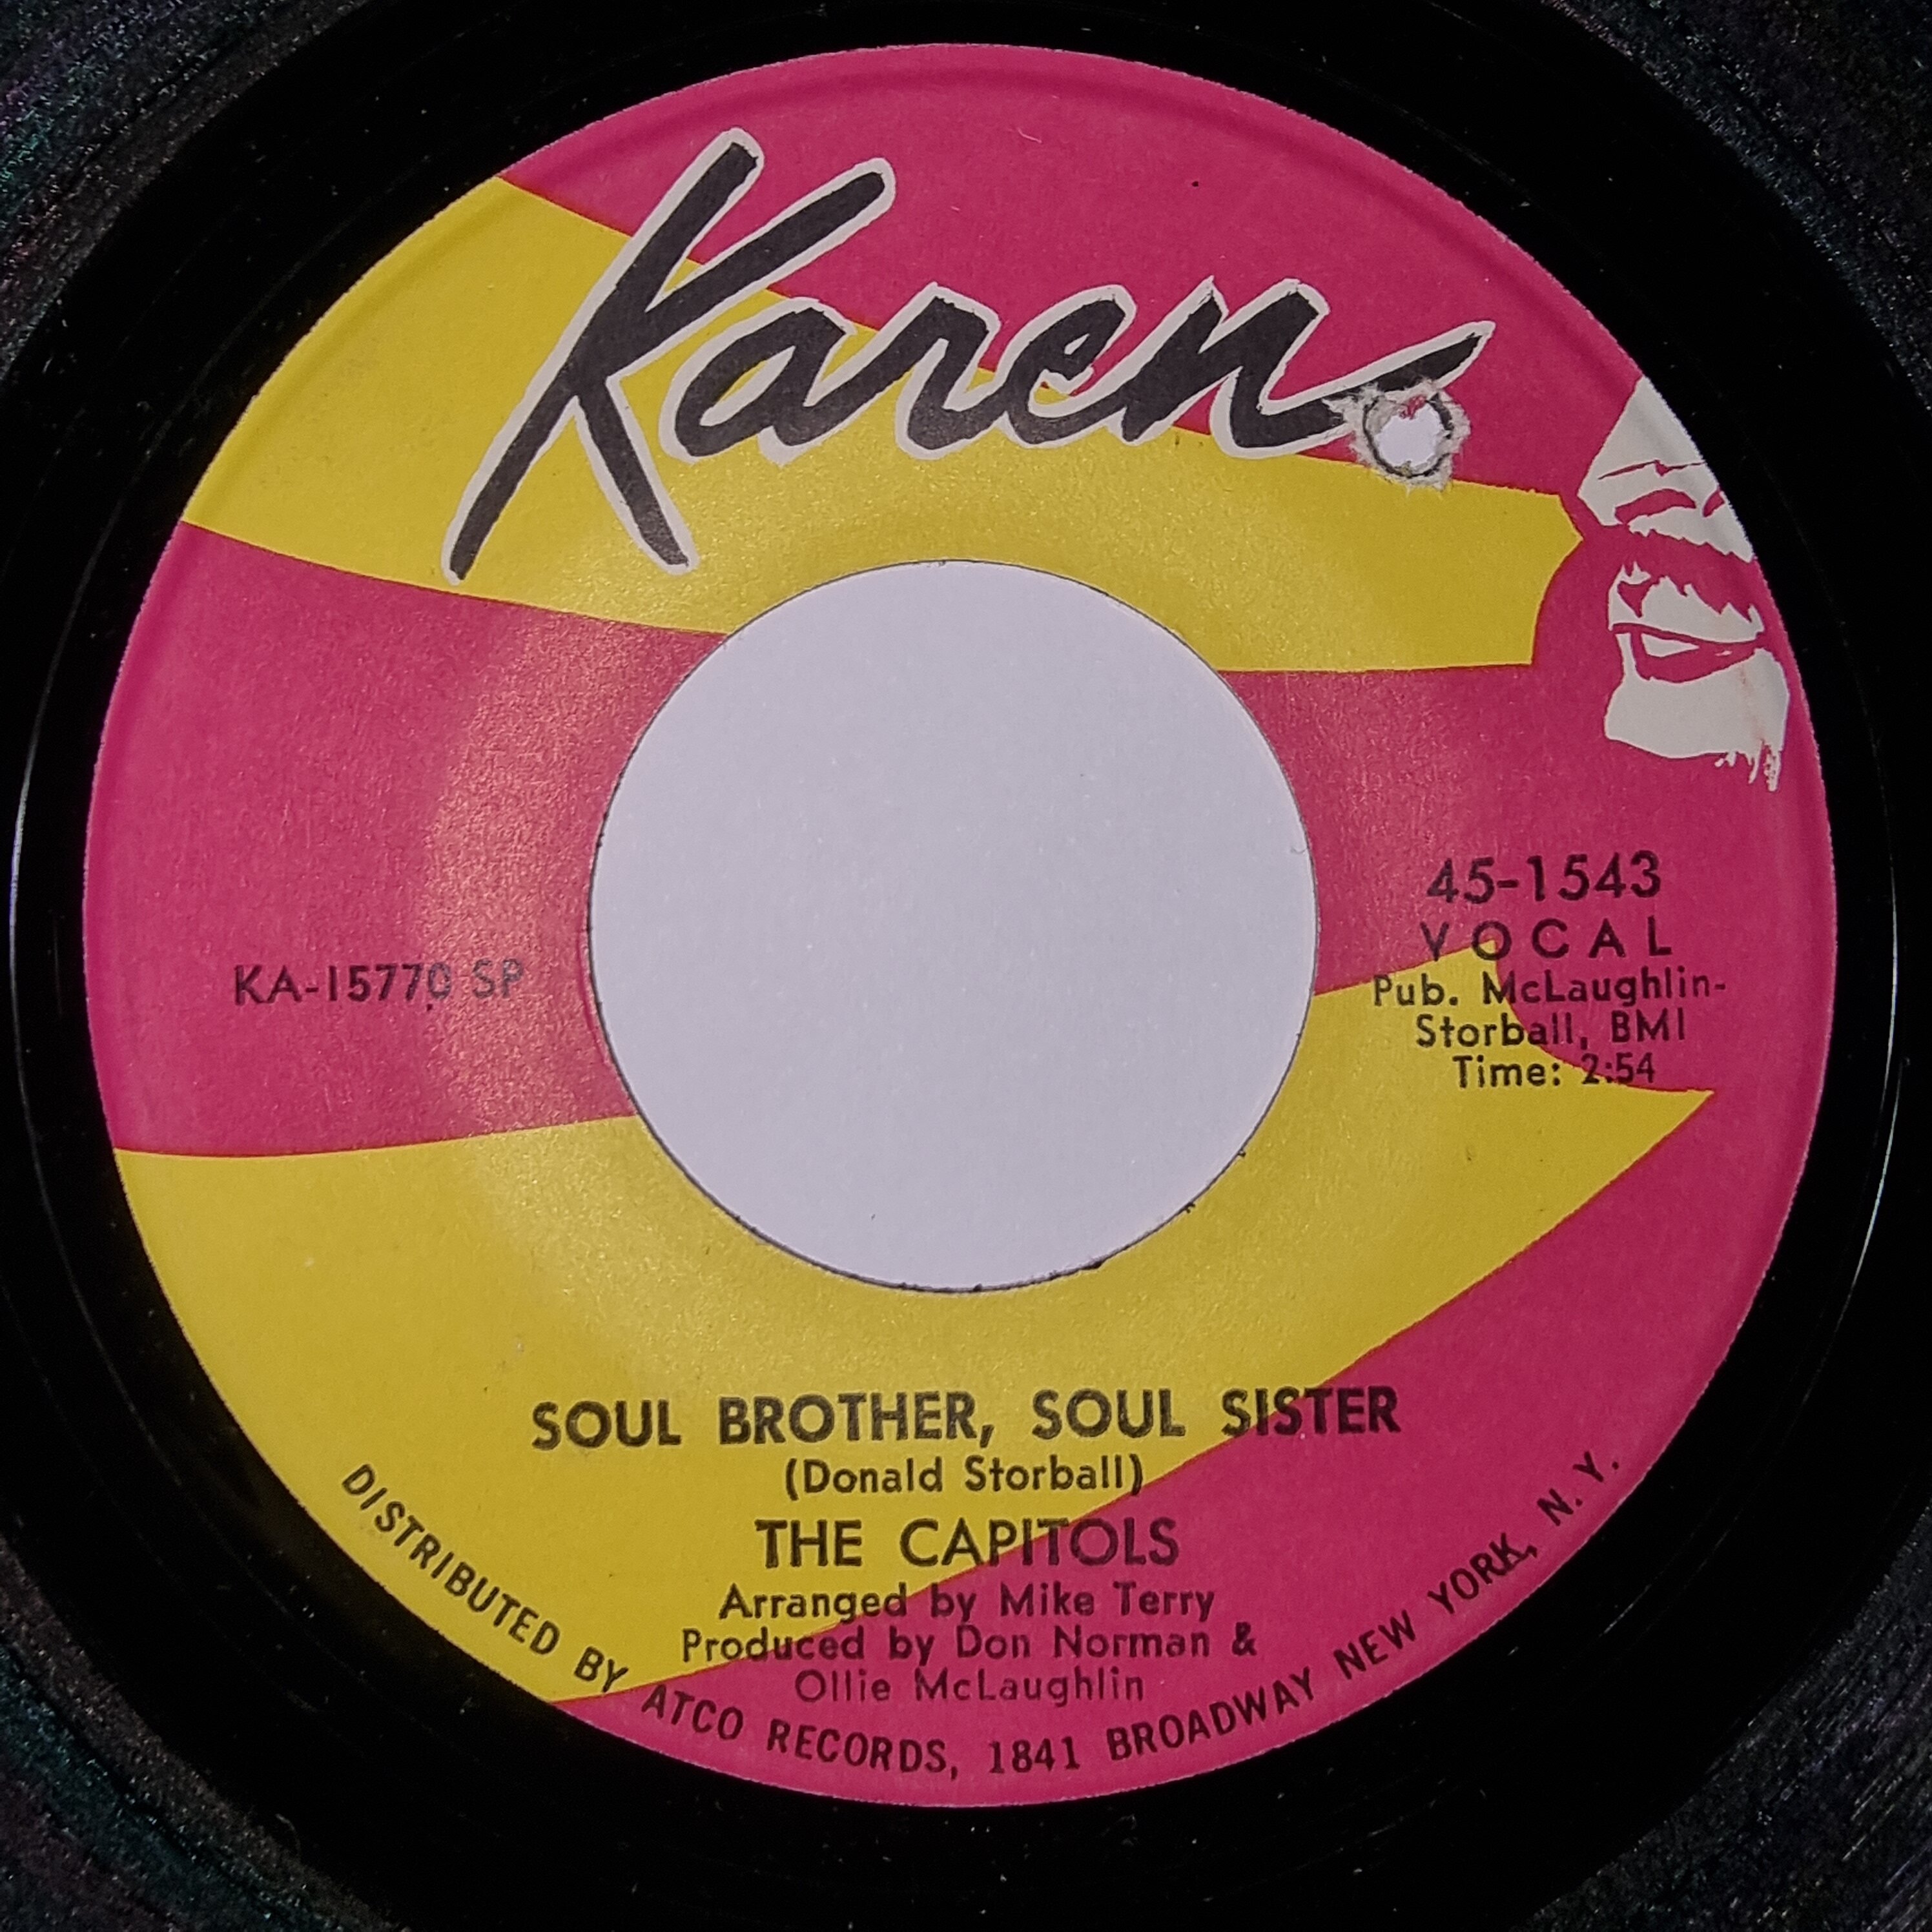 Karen
45-1543
VOCAL
Pub. McLaughlin-
Storball, BMI
Time: 2:54
KA-15770 SP
SOUL BROTHER, SOUL SISTER
(Donald Storball)
THE CAPITOLS
Arranged by Mike Terry
Produced by Don Norman &
Ollie McLaughlin
DISTRIBUTED BY ATCO RECORDS, 1841 BROADWAY NEW YORK, N. Y.